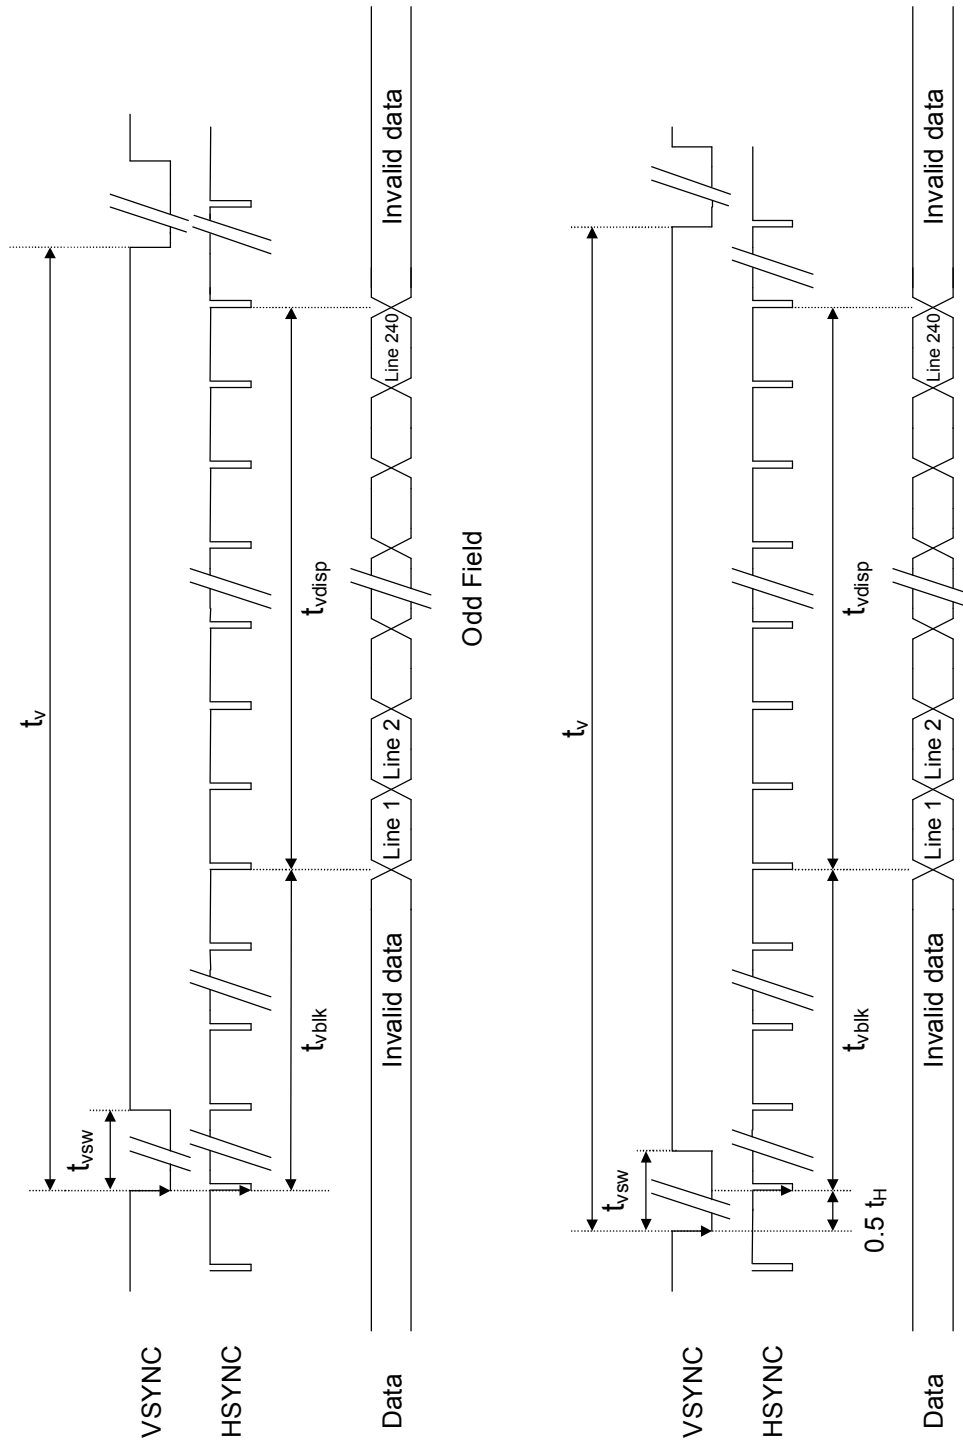 t_v
t_vsw
VSYNC
HSYNC
t_vblk
t_vdisp
Data
Invalid data
Line 1
Line 2
Line 240
Invalid data
Odd Field
t_v
t_vsw
VSYNC
HSYNC
0.5 t_H
t_vblk
t_vdisp
Data
Invalid data
Line 1
Line 2
Line 240
Invalid data